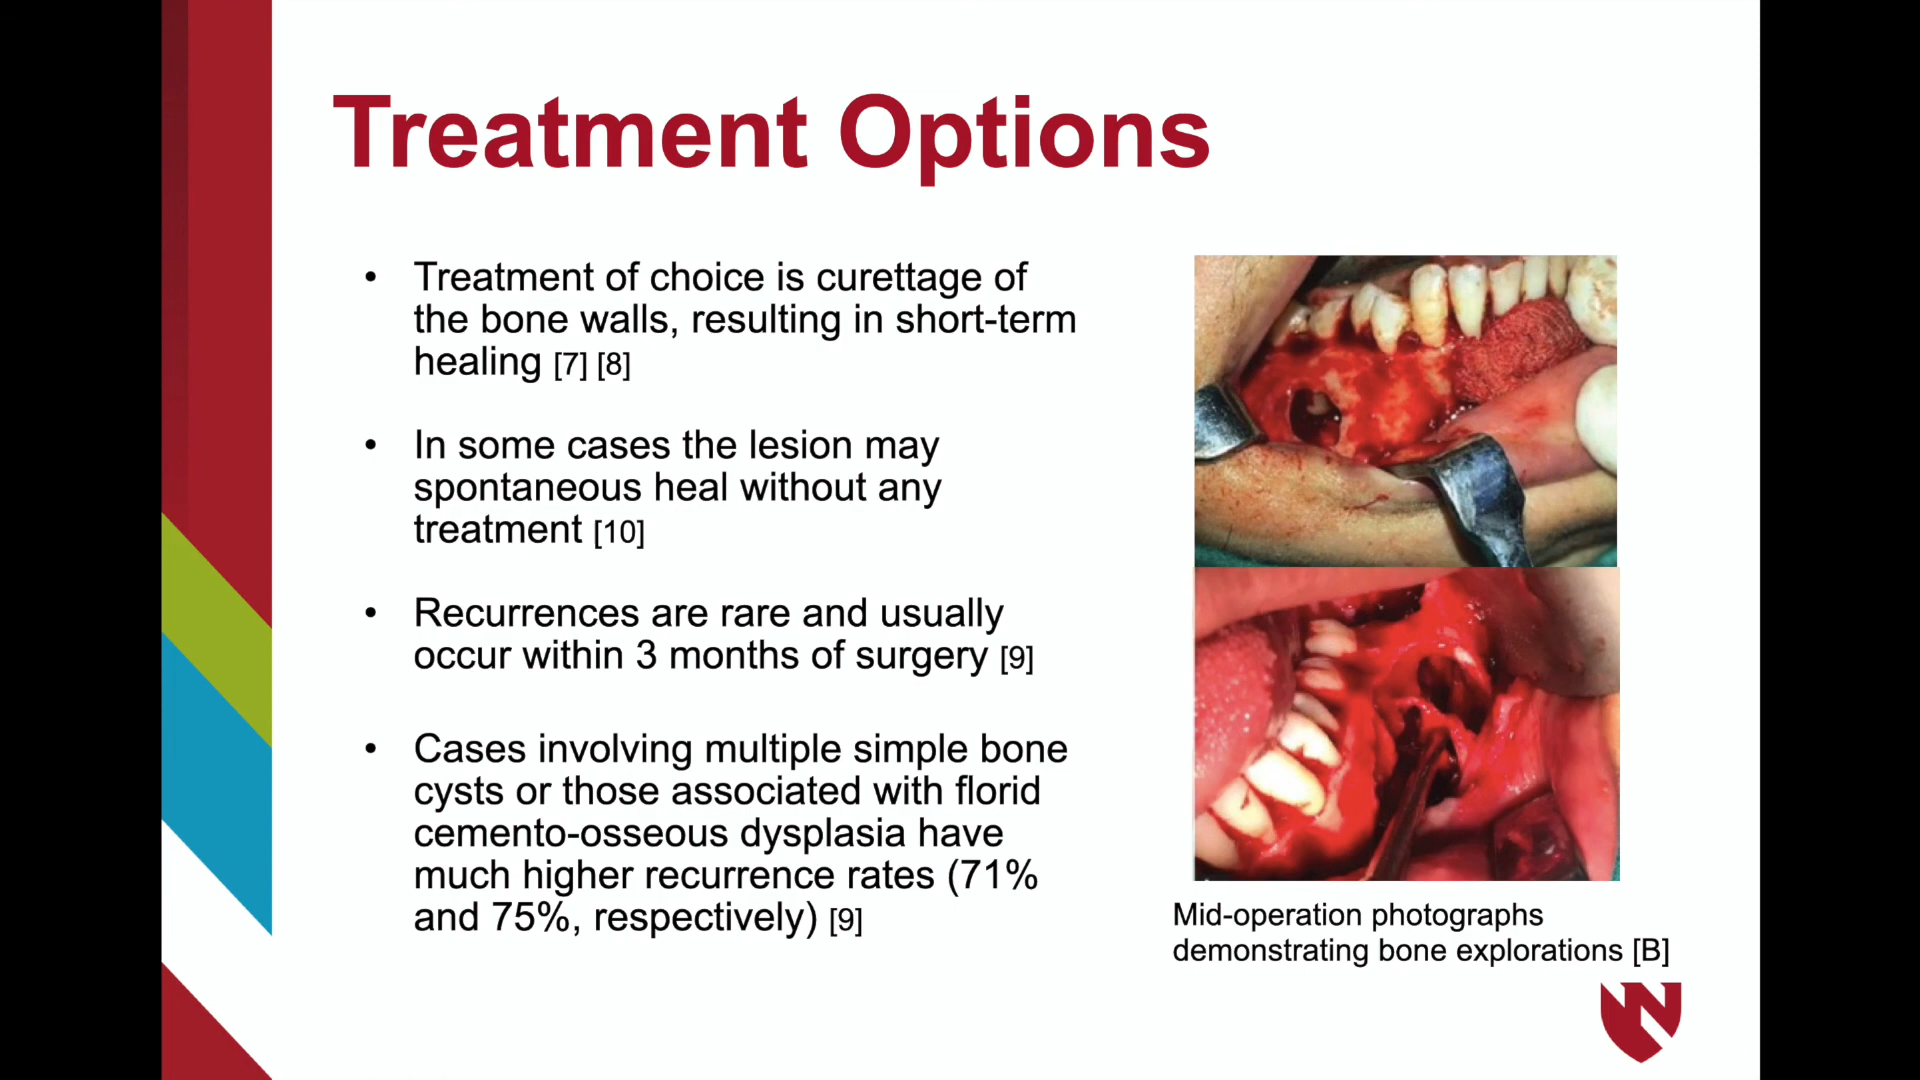 Treatment Options
• Treatment of choice is curettage of
the bone walls, resulting in short-term
healing [7] [8]
• In some cases the lesion may
spontaneous heal without any
treatment [10]
• Recurrences are rare and usually
occur within 3 months of surgery [9]
• Cases involving multiple simple bone
cysts or those associated with florid
cemento-osseous dysplasia have
much higher recurrence rates (71%
and 75%, respectively) [9]
Mid-operation photographs
demonstrating bone explorations [B]
N